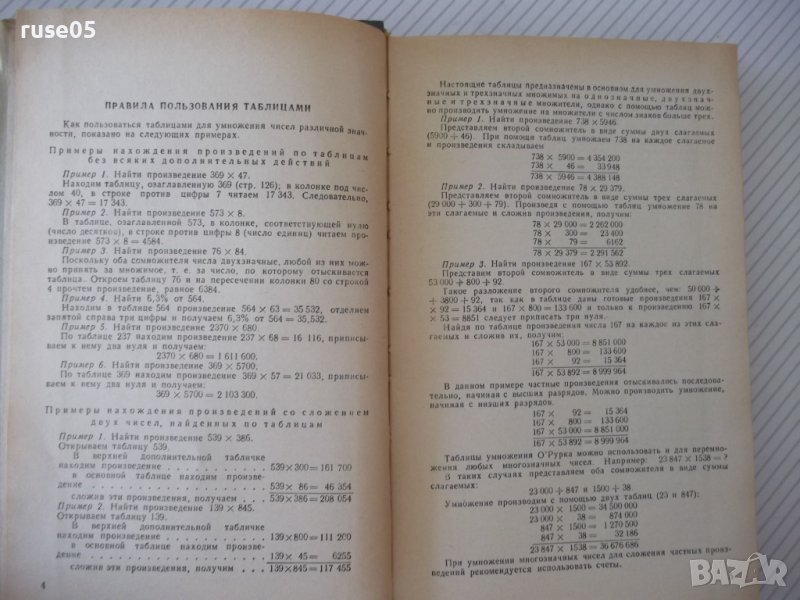 ruse05
ПРАВИЛА ПОЛЬЗОВАНИЯ ТАБЛИЦАМИ
Как пользоваться таблицами для умножения чисел различной знач-
ности, показано на следующих примерах.
Примеры нахождения произведений по таблицам
без всяких дополнительных действий
Пример 1. Найти произведение 369 × 47.
Находим таблицу, озаглавленную 369 (стр. 126); в колонке под чис-
лом 40, в строке против цифры 7 читаем 17 343. Следовательно,
369 × 47 = 17 343.
Пример 2. Найти произведение 573 × 8.
В таблице, озаглавленной 573, в колонке, соответствующей нулю
(число десятков), в строке против цифры 8 (число единиц) читаем про-
изведение 573 × 8 = 4584.
Пример 3. Найти произведение 76 × 84.
Поскольку оба сомножителя числа двухзначные, любой из них мож-
но принять за множимое, т. е. за число, по которому отыскивается
таблица. Откроем таблицу 76 и на пересечении колонки 80 со строкой
4 прочтем произведение, равное 6384.
Пример 4. Найти 6,3% от 564.
Находим в таблице 564 произведение 564 × 63 = 35 532, отделяем
запятой справа три цифры и получаем 6,3% от 564 = 35,532.
Пример 5. Найти произведение 2370 × 680.
По таблице 237 находим произведение 237 × 68 = 16 116, приписы-
ваем к нему два нуля и получаем:
2370 × 680 = 1 611 600.
Пример 6. Найти произведение 369 × 5700.
По таблице 369 находим произведение 369 × 57 = 21 033, приписы-
ваем к нему два нуля и получаем:
369 × 5700 = 2 103 300.
Примеры нахождения произведений со сложением
двух чисел, найденных по таблицам
Пример 1. Найти произведение 539 × 386.
Открываем таблицу 539.
В верхней дополнительной табличке
находим произведение . . . . . . . . . . 539×300 = 161 700
в основной таблице находим произве-
дение . . . . . . . . . . 539× 86 = 46 354
сложив эти произведения, получаем . . . . 539×386 = 208 054
Пример 2. Найти произведение 139 × 845.
Открываем таблицу 139.
В верхней дополнительной табличке
находим произведение . . . . . . . . . . 139×800 = 111 200
в основной таблице находим произве-
дение . . . . . . . . . . 139× 45 = 6255
сложив эти произведения, получим . . . . 139×845 = 117 455
4
Настоящие таблицы предназначены в основном для умножения двух-
значных и трехзначных множимых на однозначные, двухзнач-
ные и трехзначные множители, однако с помощью таблиц мож-
но производить умножение на множители с числом знаков больше трех.
Пример 1. Найти произведение 738 × 5946.
Представляем второй сомножитель в виде суммы двух слагаемых
(5900 + 46). При помощи таблиц умножаем 738 на каждое слагаемое
и произведения складываем
738 × 5900 = 4 354 200
738 × 46 = 33 948
738 × 5946 = 4 388 148
Пример 2. Найти произведение 78 × 29 379.
Представляем второй сомножитель в виде суммы трех слагаемых
(29 000 + 300 + 79). Произведя с помощью таблиц умножение 78 на
эти слагаемые и сложив произведения, получим:
78 × 29 000 = 2 262 000
78 × 300 = 23 400
78 × 79 = 6162
78 × 29 379 = 2 291 562
Пример 3. Найти произведение 167 × 53 892.
Представим второй сомножитель в виде суммы трех слагаемых
53 000 + 800 + 92.
Такое разложение второго сомножителя удобнее, чем: 50 000 +
+ 3800 + 92, так как в таблице даны готовые произведения 167 ×
× 92 = 15 364 и 167 × 800 = 133 600 и только к произведению 167 ×
× 53 = 8851 следует приписать три нуля.
Найдя по таблице произведения числа 167 на каждое из этих сла-
гаемых и сложив их, получим:
167 × 53 000 = 8 851 000
167 × 800 = 133 600
167 × 92 = 15 364
167 × 53 892 = 8 999 964
В данном примере частные произведения отыскивались последова-
тельно, начиная с высших разрядов. Можно производить умножение,
начиная с низших разрядов.
167 × 92 = 15 364
167 × 800 = 133 600
167 × 53 000 = 8 851 000
167 × 53 892 = 8 999 964
Таблицы умножения О'Рурка можно использовать и для перемно-
жения любых многозначных чисел. Например: 23 847 × 1538 = ?
В таких случаях представляем оба сомножителя в виде суммы
слагаемых:
23 000 + 847 и 1500 + 38.
Умножение производим с помощью двух таблиц (23 и 847):
23 000 × 1500 = 34 500 000
23 000 × 38 = 874 000
847 × 1500 = 1 270 500
847 × 38 = 32 186
23 847 × 1538 = 36 676 686
При умножении многозначных чисел для сложения частных произ-
ведений рекомендуется использовать счеты.
BAZAR